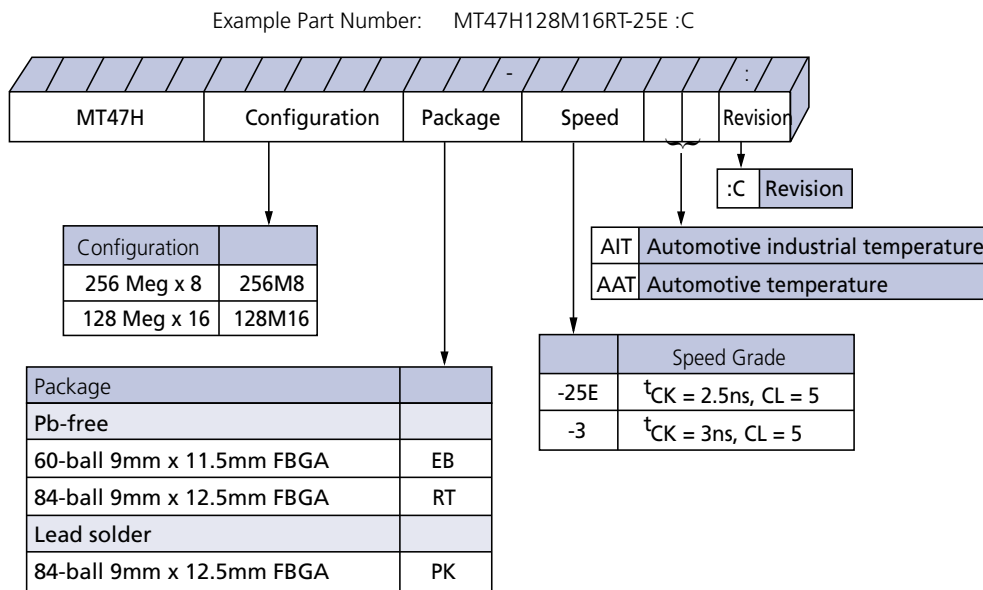 Example Part Number: MT47H128M16RT-25E :C
- :
MT47H Configuration Package Speed Revision
:C Revision
AIT Automotive industrial temperature
AAT Automotive temperature
Configuration
256 Meg x 8 256M8
128 Meg x 16 128M16
Speed Grade
-25E tCK = 2.5ns, CL = 5
-3 tCK = 3ns, CL = 5
Package
Pb-free
60-ball 9mm x 11.5mm FBGA EB
84-ball 9mm x 12.5mm FBGA RT
Lead solder
84-ball 9mm x 12.5mm FBGA PK